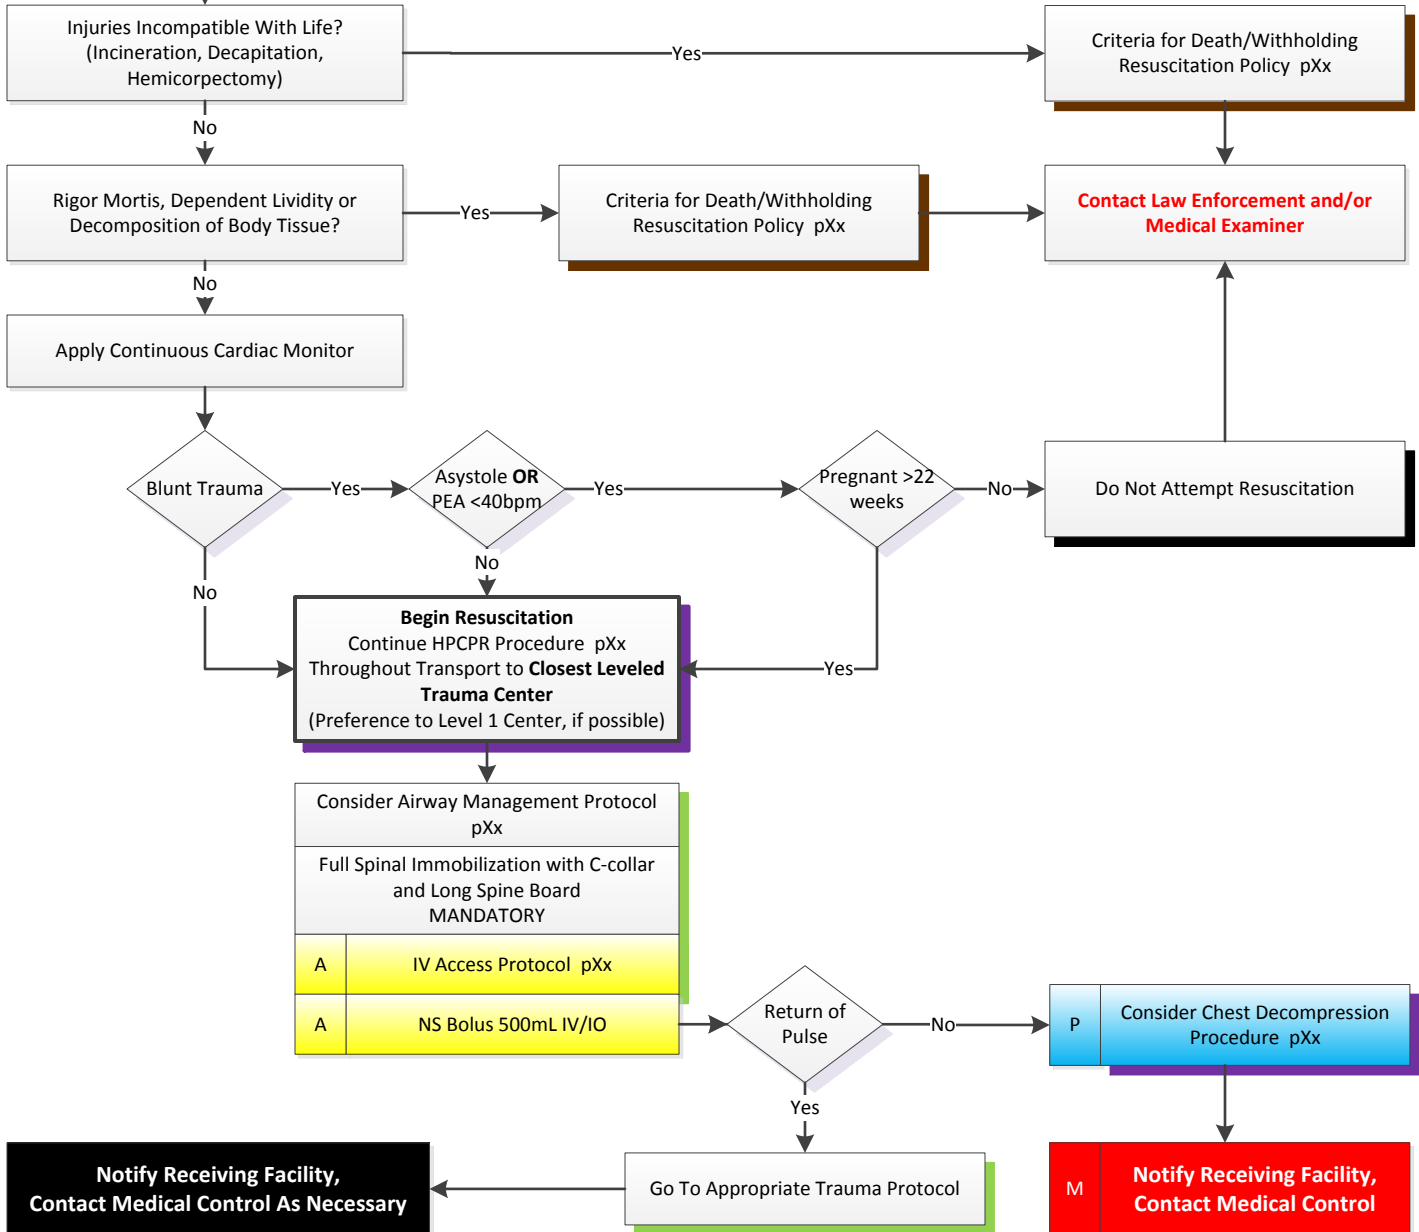 Injuries Incompatible With Life?
(Incineration, Decapitation,
Hemicorpectomy)
Yes
Criteria for Death/Withholding
Resuscitation Policy pXx
No
Rigor Mortis, Dependent Lividity or
Decomposition of Body Tissue?
Yes
Criteria for Death/Withholding
Resuscitation Policy pXx
Contact Law Enforcement and/or
Medical Examiner
No
Apply Continuous Cardiac Monitor
Blunt Trauma
Yes
Asystole OR
PEA <40bpm
Yes
Pregnant >22
weeks
No
Do Not Attempt Resuscitation
No
No
Begin Resuscitation
Continue HPCPR Procedure pXx
Throughout Transport to Closest Leveled
Trauma Center
(Preference to Level 1 Center, if possible)
Yes
Consider Airway Management Protocol
pXx
Full Spinal Immobilization with C-collar
and Long Spine Board
MANDATORY
A IV Access Protocol pXx
A NS Bolus 500mL IV/IO
Return of
Pulse
No
P Consider Chest Decompression
Procedure pXx
Yes
Notify Receiving Facility,
Contact Medical Control As Necessary
Go To Appropriate Trauma Protocol
M Notify Receiving Facility,
Contact Medical Control